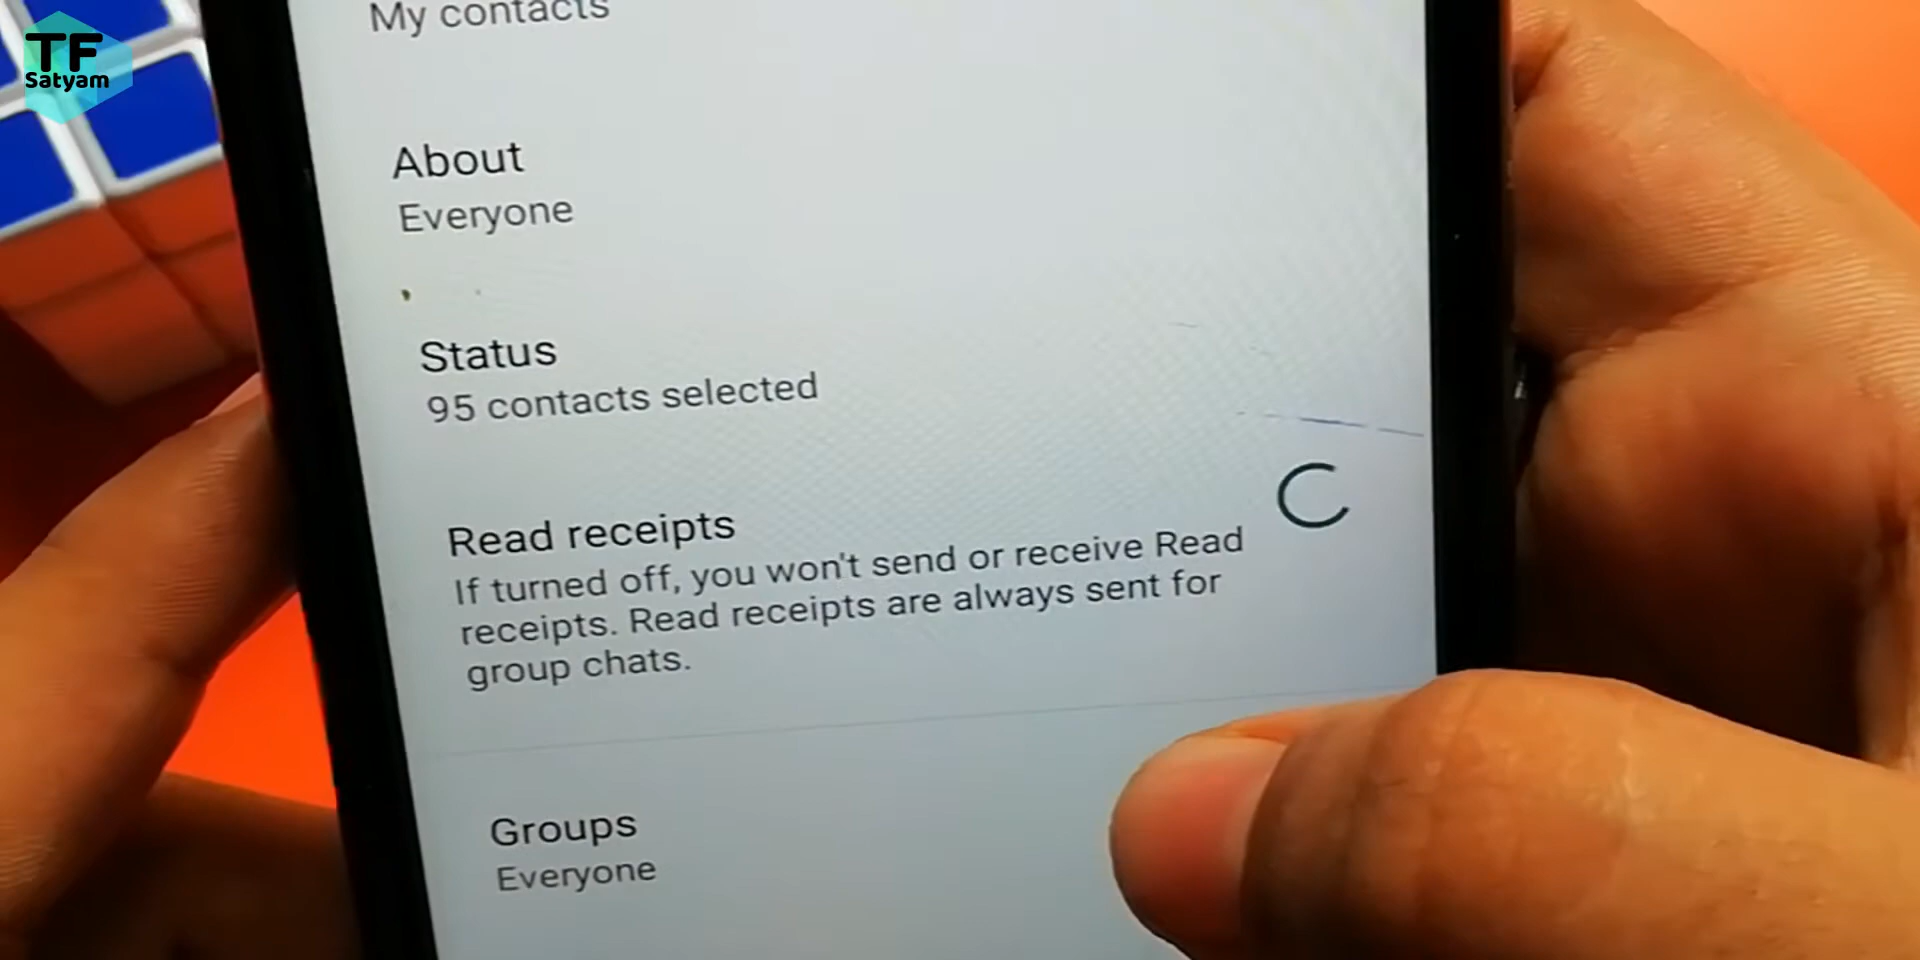 TF
Satyam
My contacts
About
Everyone
Status
95 contacts selected
Read receipts
If turned off, you won't send or receive Read
receipts. Read receipts are always sent for
group chats.
Groups
Everyone